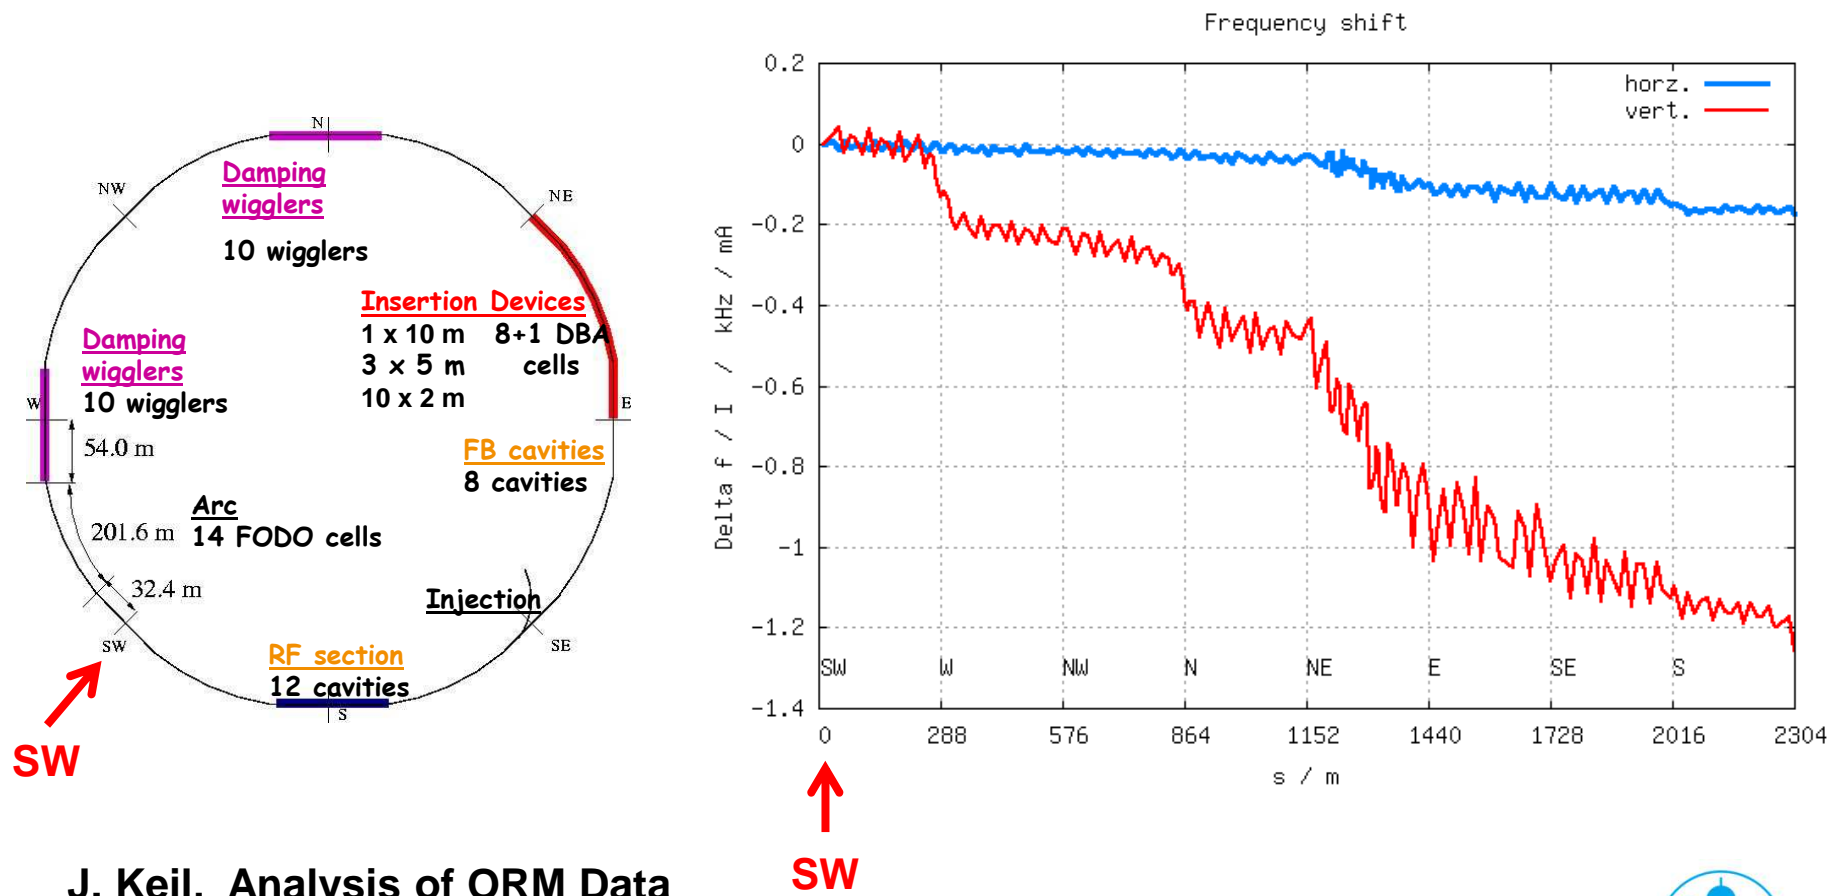 N
Damping
wigglers
10 wigglers
NW
NE
Insertion Devices
1 x 10 m 8+1 DBA
3 x 5 m cells
10 x 2 m
Damping
wigglers
10 wigglers
W
E
54.0 m
FB cavities
8 cavities
Arc
201.6 m 14 FODO cells
32.4 m
Injection
SW
SE
RF section
12 cavities
S
SW
Frequency shift
horz.
vert.
Delta f / I / kHz / mA
0.2
0
-0.2
-0.4
-0.6
-0.8
-1
-1.2
-1.4
SW W NW N NE E SE S
0 288 576 864 1152 1440 1728 2016 2304
s / m
SW
J. Keil, Analysis of ORM Data